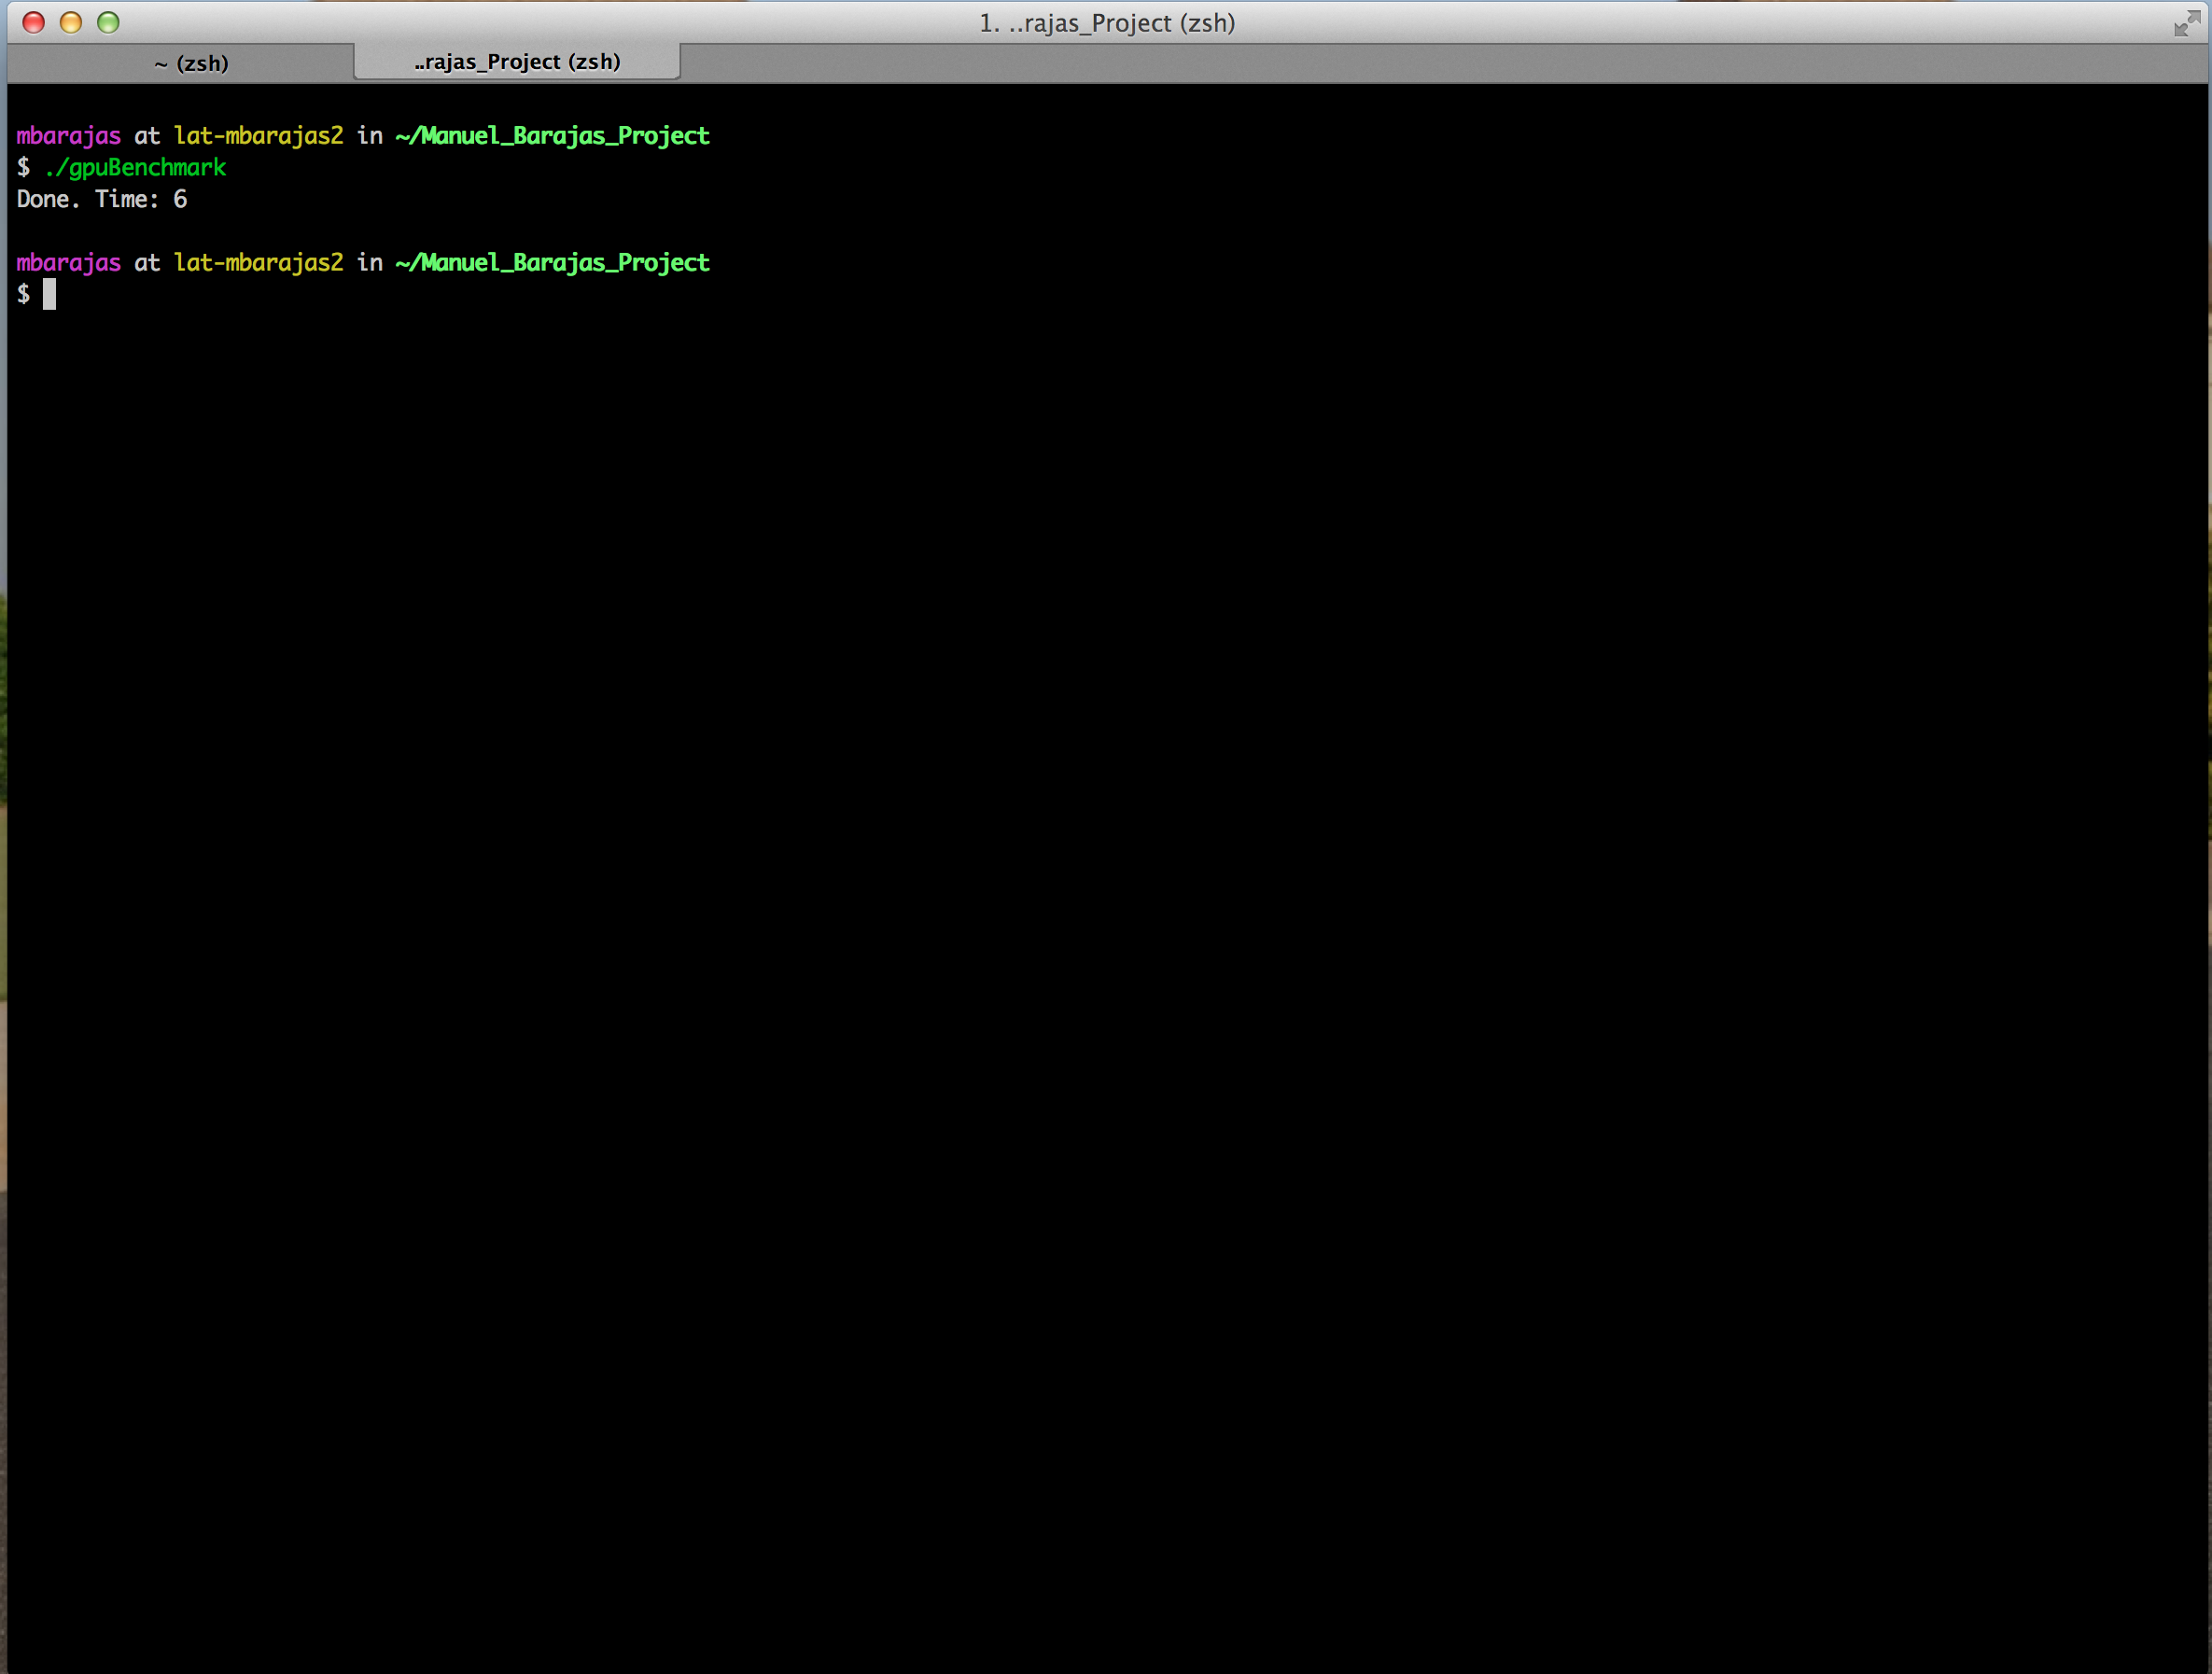 1. ..rajas_Project (zsh)
~ (zsh) ..rajas_Project (zsh)
mbarajas at lat-mbarajas2 in ~/Manuel_Barajas_Project
$ ./gpuBenchmark
Done. Time: 6
mbarajas at lat-mbarajas2 in ~/Manuel_Barajas_Project
$